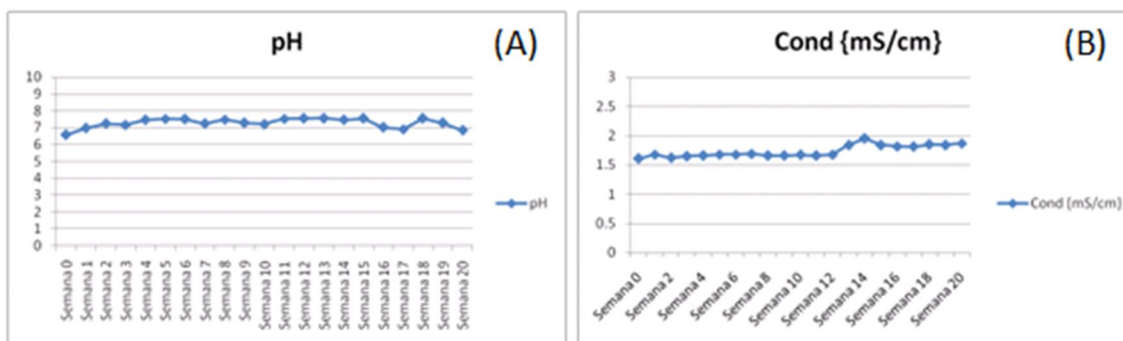 pH (A)
10
9
8
7
6
5
4
3
2
1
0
Semana 0
Semana 1
Semana 2
Semana 3
Semana 4
Semana 5
Semana 6
Semana 7
Semana 8
Semana 9
Semana 10
Semana 11
Semana 12
Semana 13
Semana 14
Semana 15
Semana 16
Semana 17
Semana 18
Semana 19
Semana 20
pH
Cond {mS/cm} (B)
3
2.5
2
1.5
1
0.5
0
Semana 0
Semana 2
Semana 4
Semana 6
Semana 8
Semana 10
Semana 12
Semana 14
Semana 16
Semana 18
Semana 20
Cond {mS/cm}